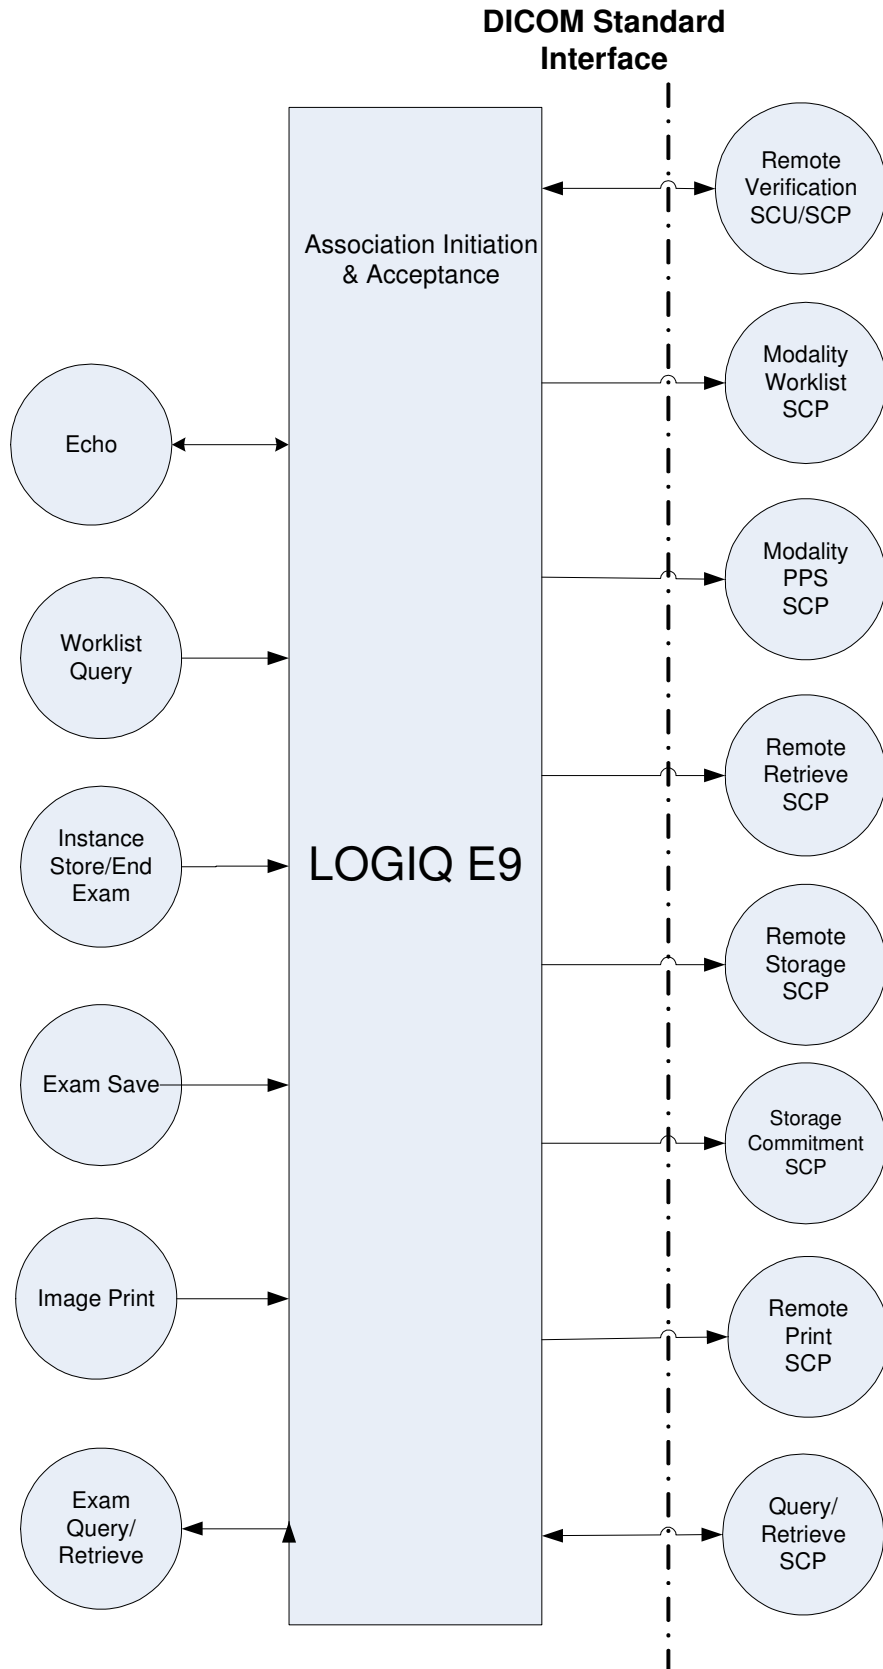 DICOM Standard
Interface
Remote
Verification
SCU/SCP
Association Initiation
& Acceptance
Modality
Worklist
SCP
Echo
Modality
PPS
SCP
Worklist
Query
Remote
Retrieve
SCP
Instance
Store/End
Exam
LOGIQ E9
Remote
Storage
SCP
Exam Save
Storage
Commitment
SCP
Image Print
Remote
Print
SCP
Exam
Query/
Retrieve
Query/
Retrieve
SCP